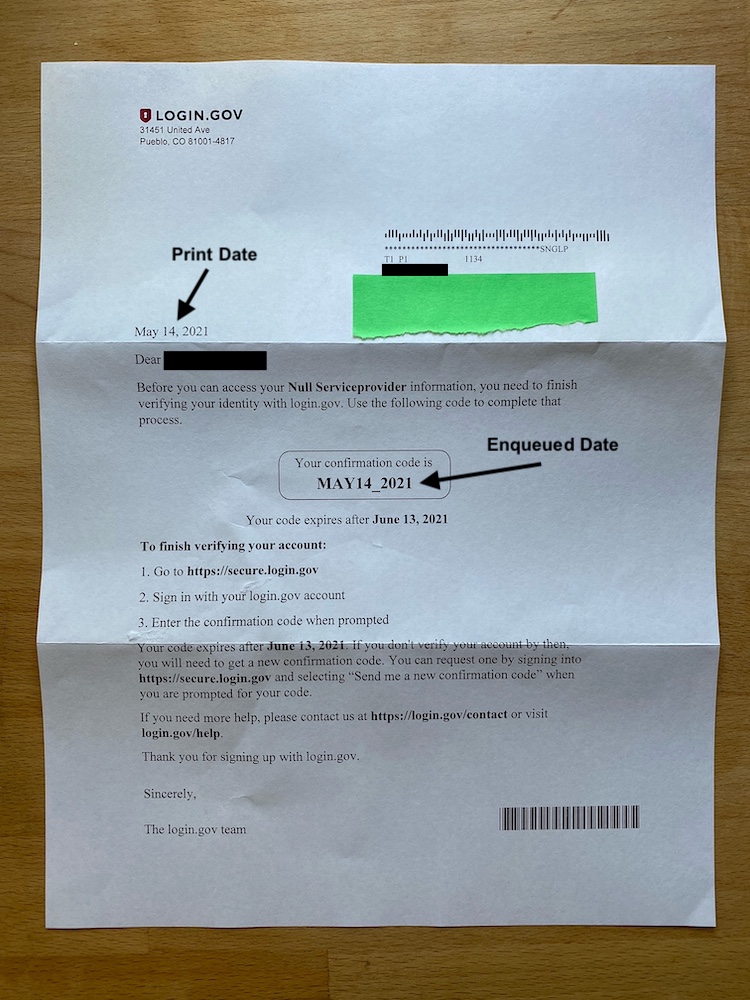 LOGIN.GOV
31451 United Ave
Pueblo, CO 81001-4817
********************************SNGLP
T1 P1 1134
Print Date
May 14, 2021
Dear
Before you can access your Null Serviceprovider information, you need to finish
verifying your identity with login.gov. Use the following code to complete that
process.
Enqueued Date
Your confirmation code is
MAY14_2021
Your code expires after June 13, 2021
To finish verifying your account:
1. Go to https://secure.login.gov
2. Sign in with your login.gov account
3. Enter the confirmation code when prompted
Your code expires after June 13, 2021. If you don't verify your account by then,
you will need to get a new confirmation code. You can request one by signing into
https://secure.login.gov and selecting “Send me a new confirmation code” when
you are prompted for your code.
If you need more help, please contact us at https://login.gov/contact or visit
login.gov/help.
Thank you for signing up with login.gov.
Sincerely,
The login.gov team